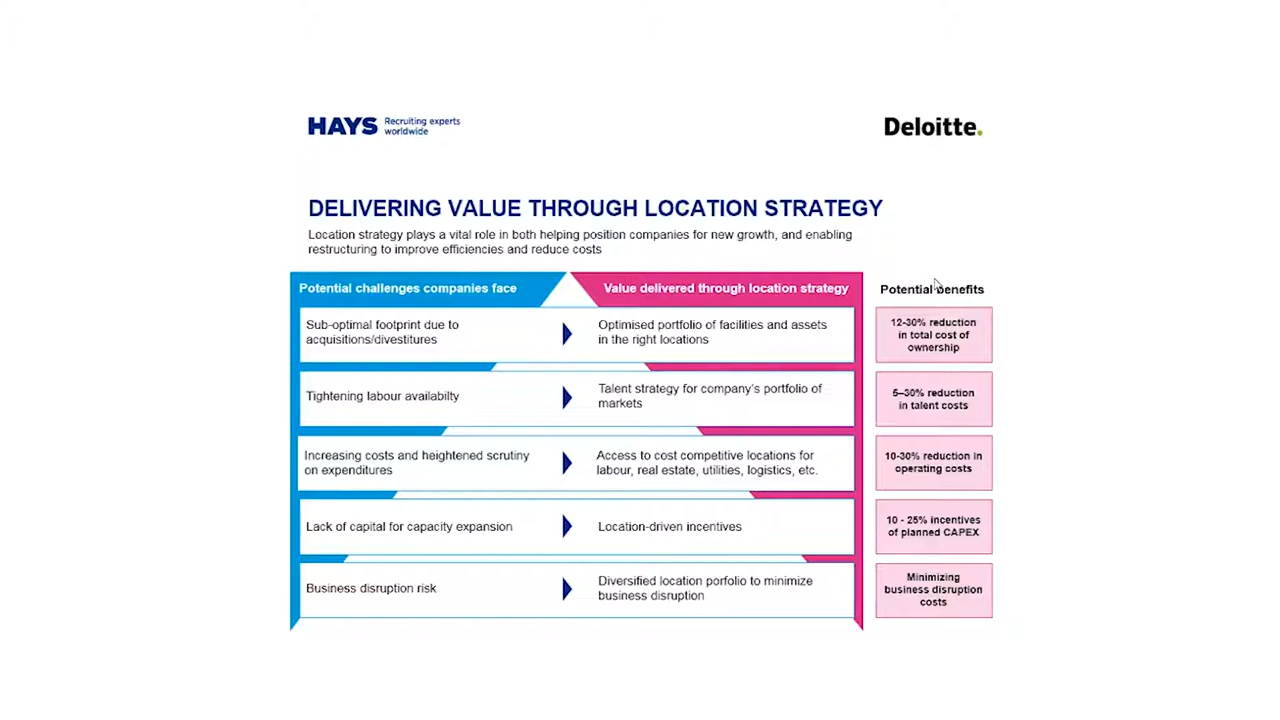 HAYS Recruiting experts
worldwide
Deloitte.
DELIVERING VALUE THROUGH LOCATION STRATEGY
Location strategy plays a vital role in both helping position companies for new growth, and enabling
restructuring to improve efficiencies and reduce costs
Potential challenges companies face
Value delivered through location strategy
Potential benefits
Sub-optimal footprint due to
acquisitions/divestitures
Optimised portfolio of facilities and assets
in the right locations
12-30% reduction
in total cost of
ownership
Tightening labour availabilty
Talent strategy for company's portfolio of
markets
5–30% reduction
in talent costs
Increasing costs and heightened scrutiny
on expenditures
Access to cost competitive locations for
labour, real estate, utilities, logistics, etc.
10-30% reduction in
operating costs
Lack of capital for capacity expansion
Location-driven incentives
10 - 25% incentives
of planned CAPEX
Business disruption risk
Diversified location porfolio to minimize
business disruption
Minimizing
business disruption
costs